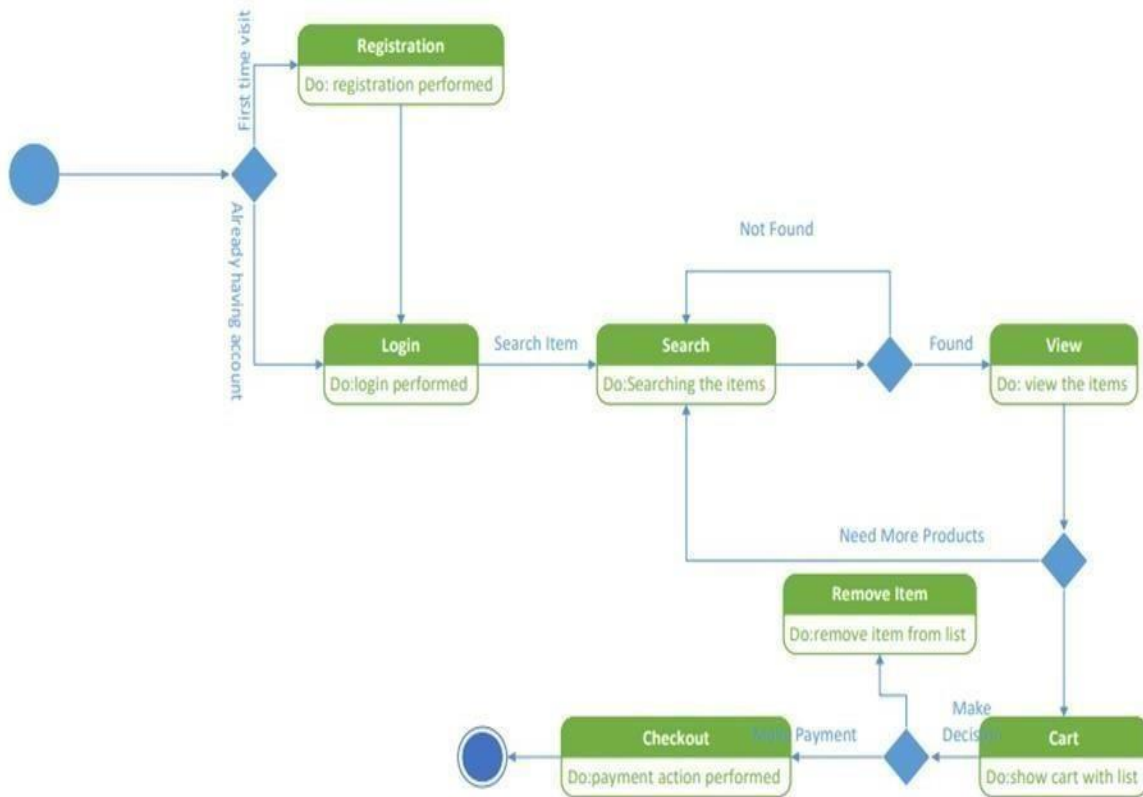 Registration
Do: registration performed
First time visit
Already having account
Not Found
Login
Do:login performed
Search Item
Search
Do:Searching the items
Found
View
Do: view the items
Need More Products
Remove Item
Do:remove item from list
Make
Decision
Cart
Do:show cart with list
Payment
Checkout
Do:payment action performed